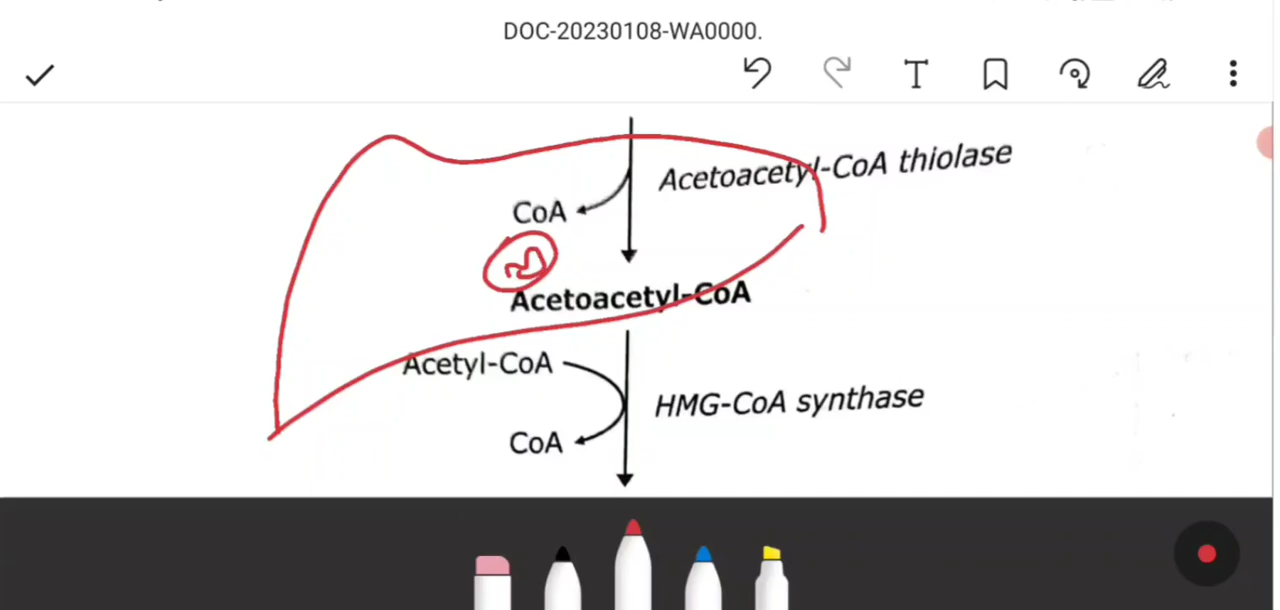 DOC-20230108-WA0000.
T
Acetoacetyl-CoA thiolase
CoA
Acetoacetyl-CoA
Acetyl-CoA
HMG-CoA synthase
CoA